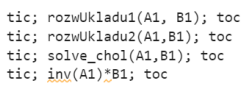 tic; rozwUkladu1(A1, B1); toc
tic; rozwUkladu2(A1,B1); toc
tic; solve_chol(A1,B1); toc
tic; inv(A1)*B1; toc